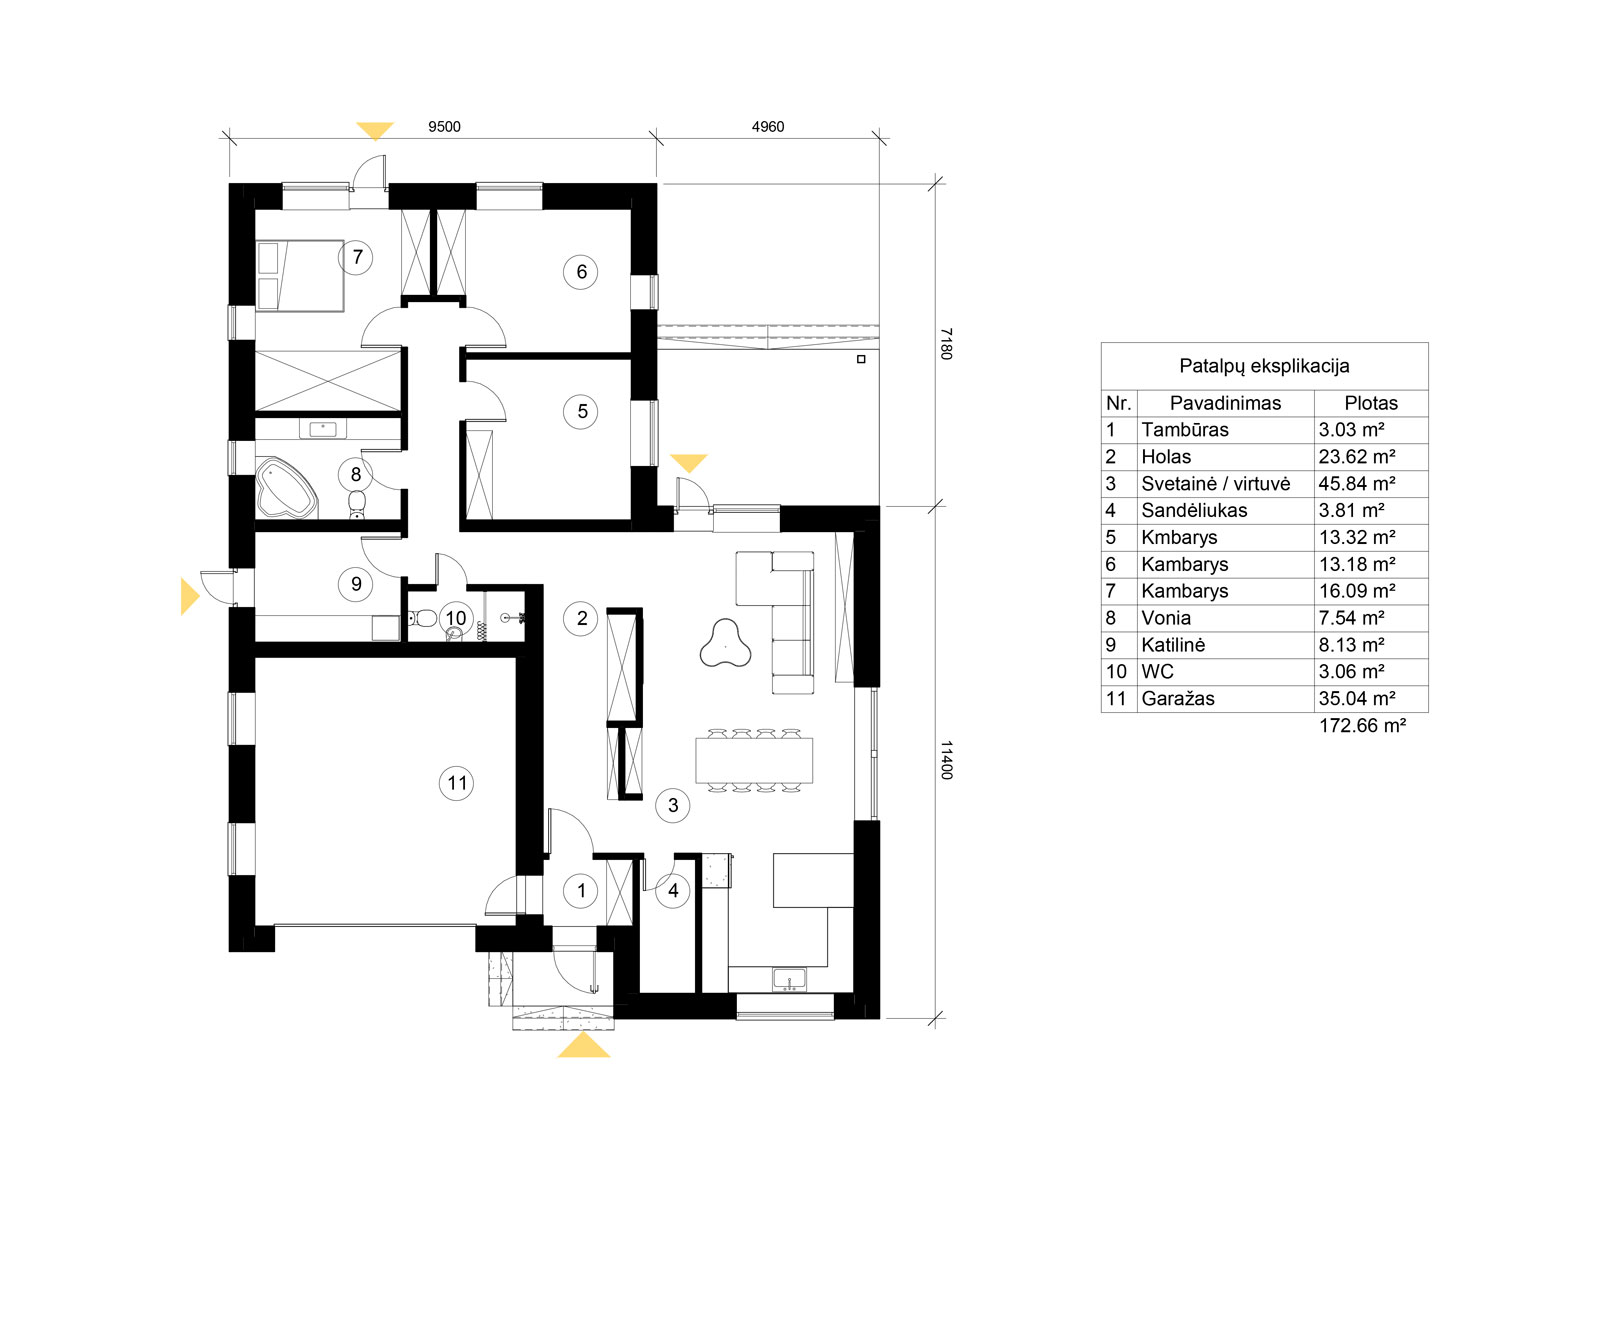 9500
4960
7180
11400
7
6
5
8
9
10
2
11
3
1
4
Patalpų eksplikacija
Nr. Pavadinimas Plotas
1 Tambūras 3.03 m²
2 Holas 23.62 m²
3 Svetainė / virtuvė 45.84 m²
4 Sandėliukas 3.81 m²
5 Kmbarys 13.32 m²
6 Kambarys 13.18 m²
7 Kambarys 16.09 m²
8 Vonia 7.54 m²
9 Katilinė 8.13 m²
10 WC 3.06 m²
11 Garažas 35.04 m²
172.66 m²